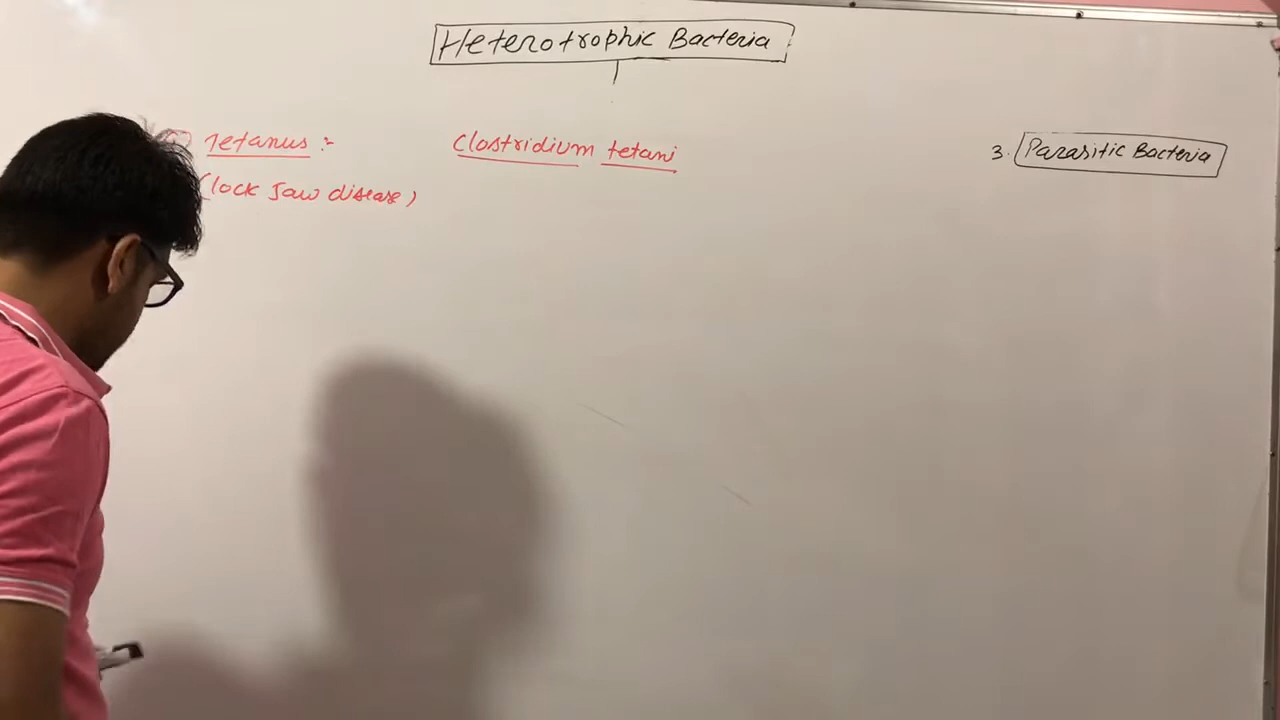 Heterotrophic Bacteria
Tetanus :-
Clostridium tetani
3. Parasitic Bacteria
(lock Jaw disease)